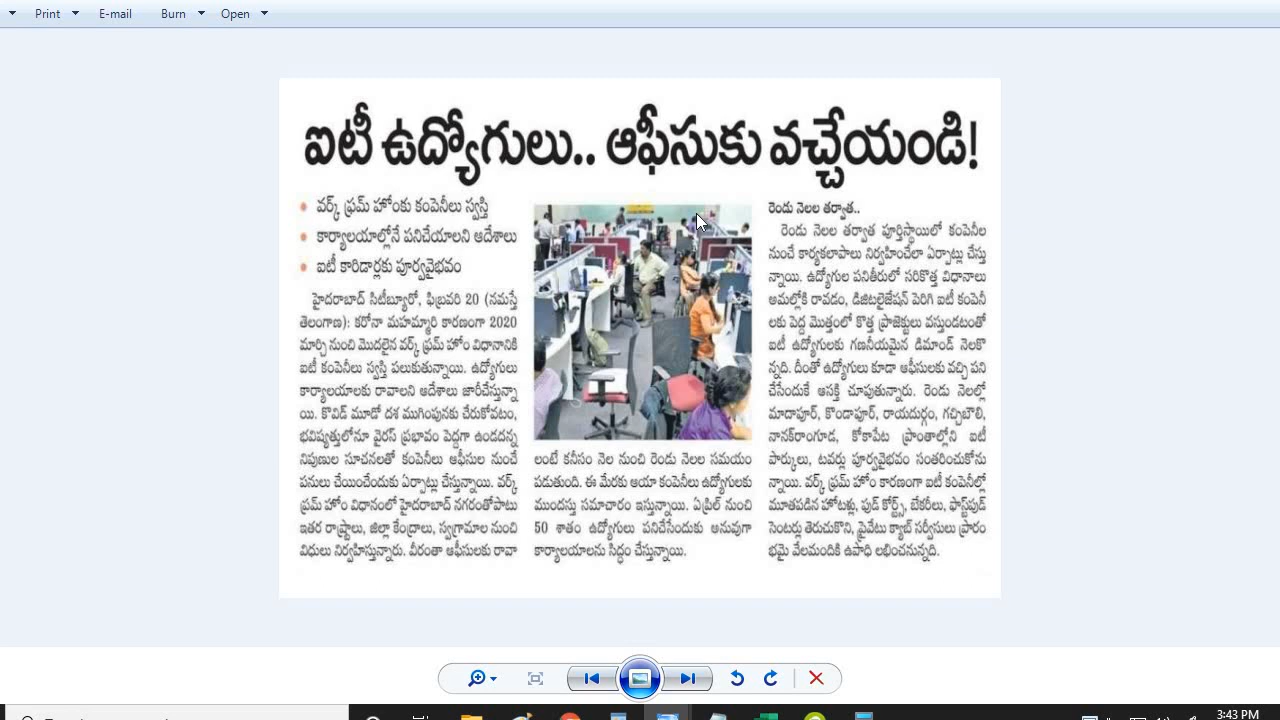 Print
E-mail
Burn
Open
ఐటీ ఉద్యోగులు.. ఆఫీసుకు వచ్చేయండి!
వర్క్ ఫ్రమ్ హోంకు కంపెనీలు స్వస్తి
కార్యాలయాల్లోనే పనిచేయాలని ఆదేశాలు
ఐటీ కారిడార్లకు పూర్వవైభవం
హైదరాబాద్ సిటీబ్యూరో, ఫిబ్రవరి 20 (నమస్తే
తెలంగాణ): కరోనా మహమ్మారి కారణంగా 2020
మార్చి నుంచి మొదలైన వర్క్ ఫ్రమ్ హోం విధానానికి
ఐటీ కంపెనీలు స్వస్తి పలుకుతున్నాయి. ఉద్యోగులు
కార్యాలయాలకు రావాలని ఆదేశాలు జారీచేస్తున్నా
యి. కొవిడ్ మూడో దశ ముగింపునకు చేరుకోవటం,
భవిష్యత్తులోనూ వైరస్ ప్రభావం పెద్దగా ఉండదన్న
నిపుణుల సూచనలతో కంపెనీలు ఆఫీసుల నుంచే
పనులు చేయించేందుకు ఏర్పాట్లు చేస్తున్నాయి. వర్క్
ఫ్రమ్ హోం విధానంలో హైదరాబాద్ నగరంతోపాటు
ఇతర రాష్ట్రాలు, జిల్లా కేంద్రాలు, స్వగ్రామాల నుంచి
విధులు నిర్వహిస్తున్నారు. వీరంతా ఆఫీసులకు రావా
లంటే కనీసం నెల నుంచి రెండు నెలల సమయం
పడుతుంది. ఈ మేరకు ఆయా కంపెనీలు ఉద్యోగులకు
ముందస్తు సమాచారం ఇస్తున్నాయి. ఏప్రిల్ నుంచి
50 శాతం ఉద్యోగులు పనిచేసేందుకు అనువుగా
కార్యాలయాలను సిద్ధం చేస్తున్నాయి.
రెండు నెలల తర్వాత..
రెండు నెలల తర్వాత పూర్తిస్థాయిలో కంపెనీల
నుంచే కార్యకలాపాలు నిర్వహించేలా ఏర్పాట్లు చేస్తు
న్నాయి. ఉద్యోగుల పనితీరులో సరికొత్త విధానాలు
అమల్లోకి రావడం, డిజిటలైజేషన్ పెరిగి ఐటీ కంపెనీ
లకు పెద్ద మొత్తంలో కొత్త ప్రాజెక్టులు వస్తుండటంతో
ఐటీ ఉద్యోగులకు గణనీయమైన డిమాండ్ నెలకొ
న్నది. దీంతో ఉద్యోగులు కూడా ఆఫీసులకు వచ్చి పని
చేసేందుకే ఆసక్తి చూపుతున్నారు. రెండు నెలల్లో
మాదాపూర్, కొండాపూర్, రాయదుర్గం, గచ్చిబౌలి,
నానక్‌రాంగూడ, కోకాపేట ప్రాంతాల్లోని ఐటీ
పార్కులు, టవర్లు పూర్వవైభవం సంతరించుకోను
న్నాయి. వర్క్ ఫ్రమ్ హోం కారణంగా ఐటీ కంపెనీల్లో
మూతపడిన హోటళ్లు, ఫుడ్ కోర్ట్స్, బేకరీలు, ఫాస్ట్‌ఫుడ్
సెంటర్లు తెరుచుకొని, ప్రైవేటు క్యాబ్ సర్వీసులు ప్రారం
భమై వేలమందికి ఉపాధి లభించనున్నది.
3:43 PM